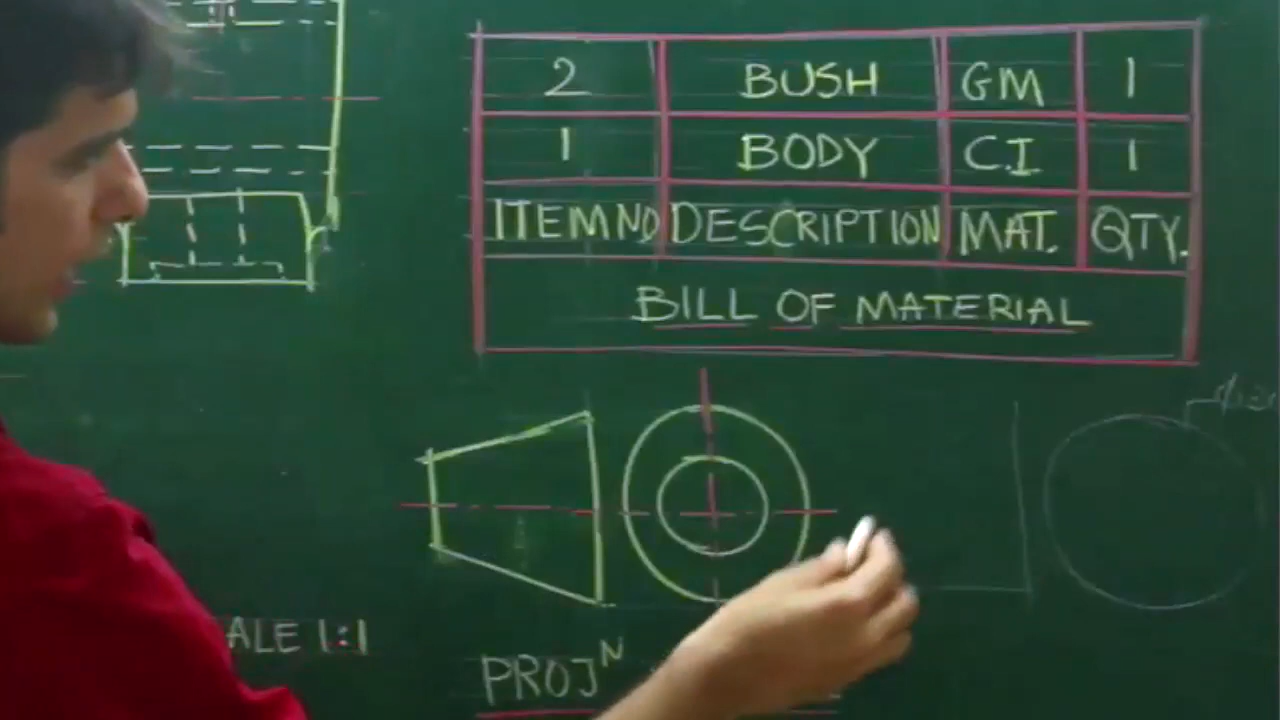 2 BUSH GM 1
1 BODY C.I 1
ITEM NO DESCRIPTION MAT. QTY.
BILL OF MATERIAL
ALE 1:1
PROJN